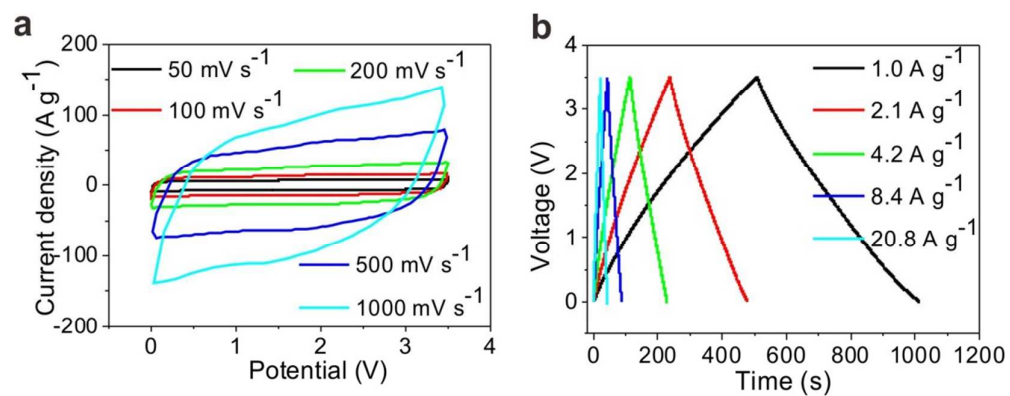 a
200
100
0
-100
-200
Current density (A g⁻¹)
50 mV s⁻¹
100 mV s⁻¹
200 mV s⁻¹
500 mV s⁻¹
1000 mV s⁻¹
0 1 2 3 4
Potential (V)
b
4
3
2
1
0
Voltage (V)
1.0 A g⁻¹
2.1 A g⁻¹
4.2 A g⁻¹
8.4 A g⁻¹
20.8 A g⁻¹
0 200 400 600 800 1000 1200
Time (s)